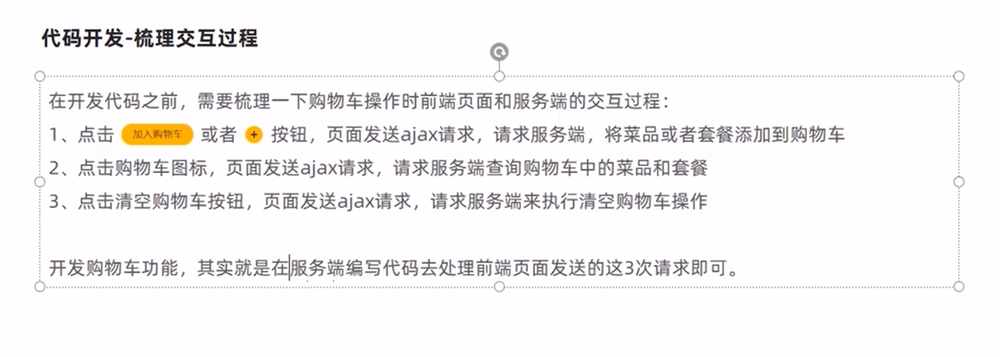 代码开发-梳理交互过程
在开发代码之前，需要梳理一下购物车操作时前端页面和服务端的交互过程：
1、点击 加入购物车 或者 + 按钮，页面发送ajax请求，请求服务端，将菜品或者套餐添加到购物车
2、点击购物车图标，页面发送ajax请求，请求服务端查询购物车中的菜品和套餐
3、点击清空购物车按钮，页面发送ajax请求，请求服务端来执行清空购物车操作
开发购物车功能，其实就是在服务端编写代码去处理前端页面发送的这3次请求即可。